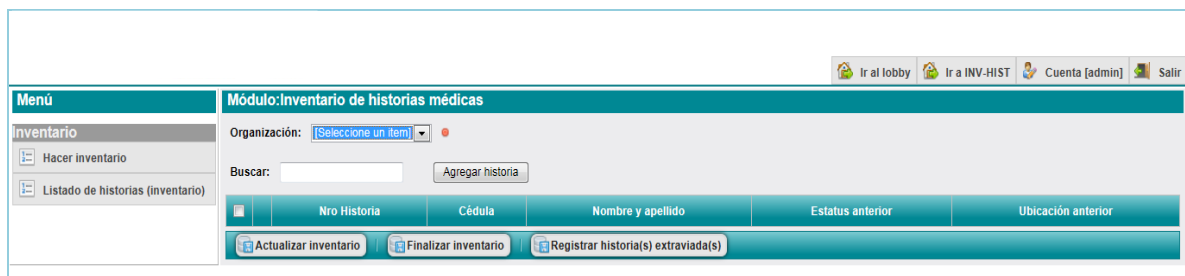 Ir al lobby Ir a INV-HIST Cuenta [admin] Salir
Menú
Módulo:Inventario de historias médicas
Inventario
Hacer inventario
Listado de historias (inventario)
Organización: [Seleccione un item]
Buscar: Agregar historia
Nro Historia Cédula Nombre y apellido Estatus anterior Ubicación anterior
Actualizar inventario Finalizar inventario Registrar historia(s) extraviada(s)